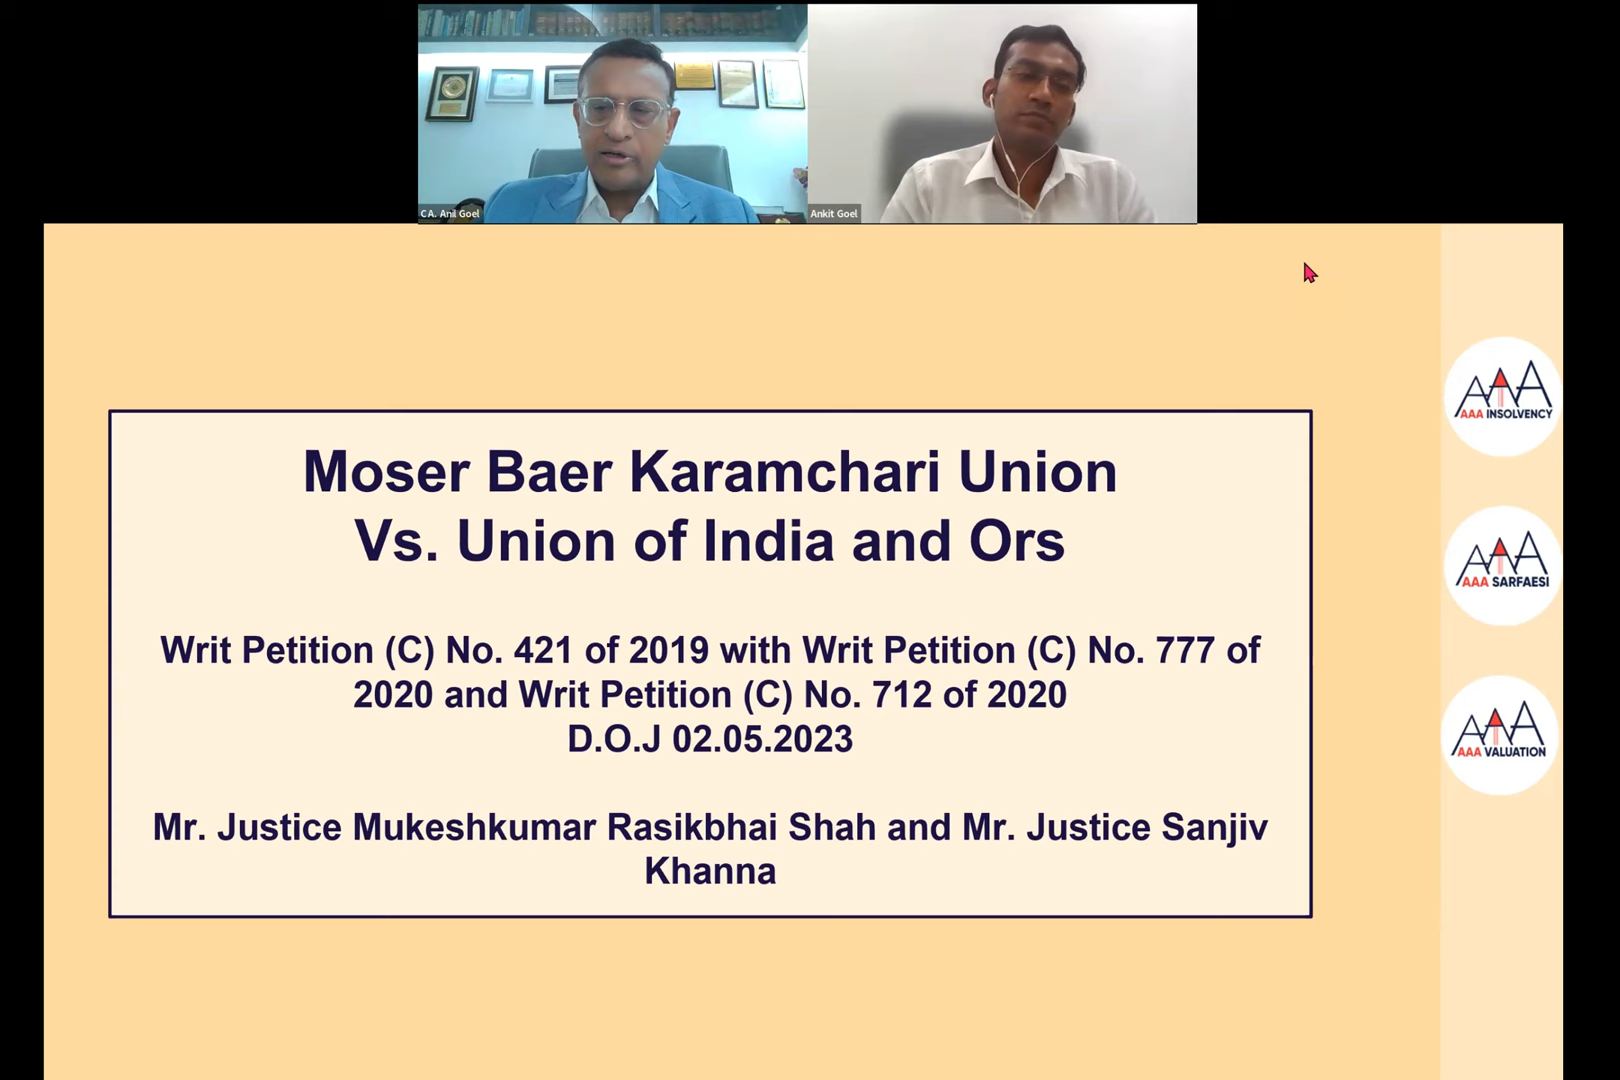 CA. Anil Goel
Ankit Goel
Moser Baer Karamchari Union
Vs. Union of India and Ors
Writ Petition (C) No. 421 of 2019 with Writ Petition (C) No. 777 of
2020 and Writ Petition (C) No. 712 of 2020
D.O.J 02.05.2023
Mr. Justice Mukeshkumar Rasikbhai Shah and Mr. Justice Sanjiv
Khanna
AAA INSOLVENCY
AAA SARFAESI
AAA VALUATION